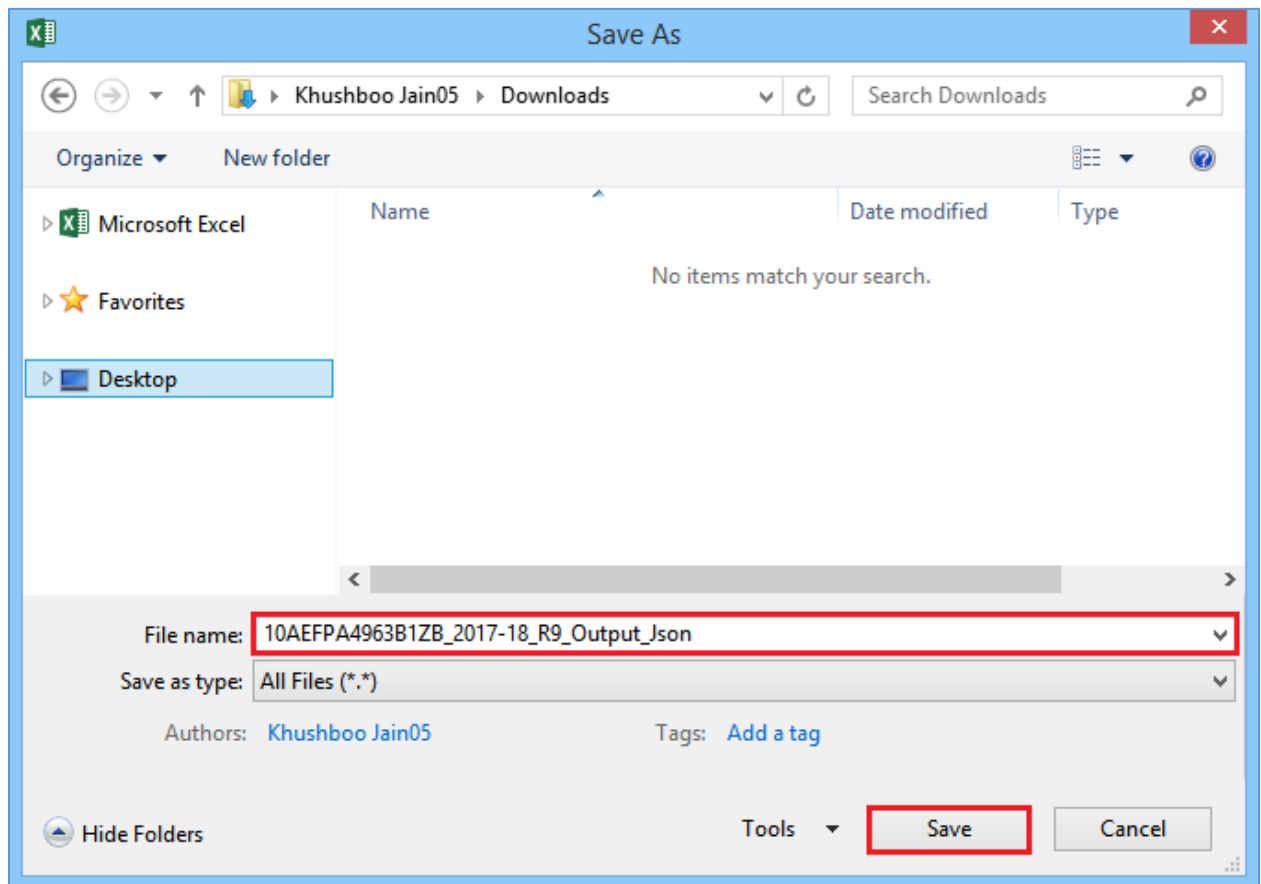 Save As
Khushboo Jain05 Downloads Search Downloads
Organize New folder
Name Date modified Type
Microsoft Excel
No items match your search.
Favorites
Desktop
File name: 10AEFPA4963B1ZB_2017-18_R9_Output_Json
Save as type: All Files (*.*)
Authors: Khushboo Jain05 Tags: Add a tag
Hide Folders Tools Save Cancel